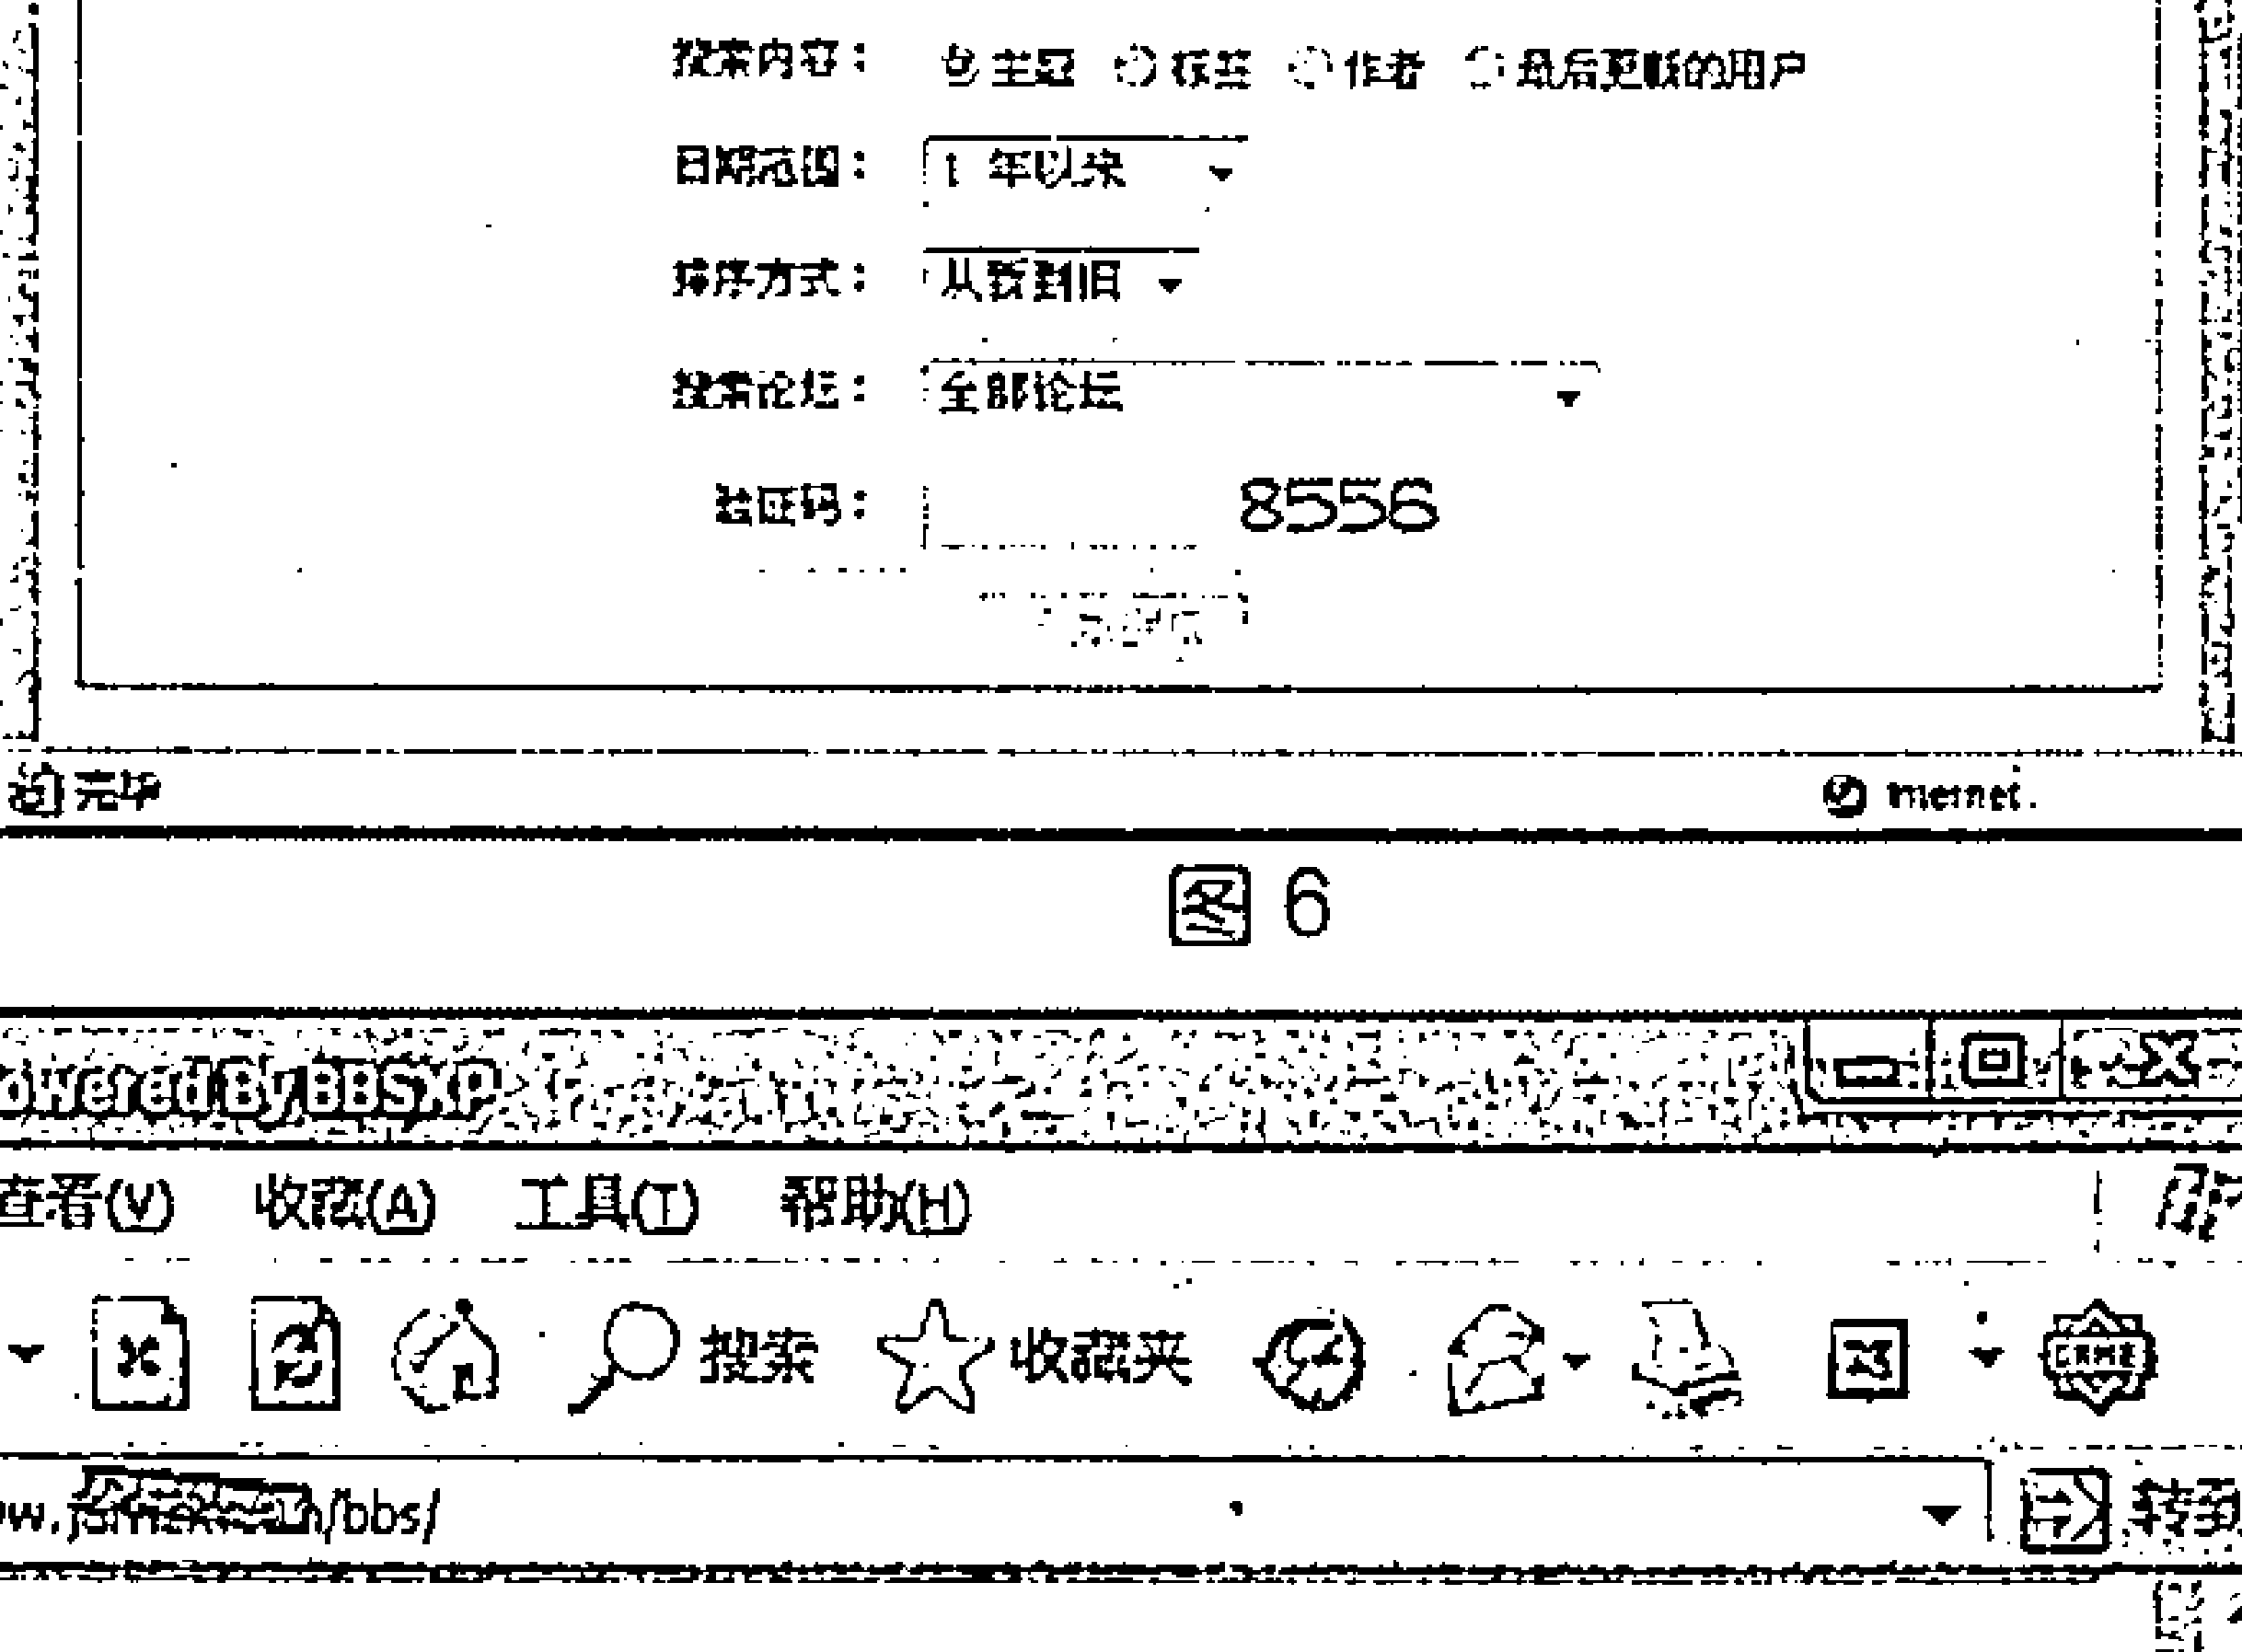 搜索内容： 主题 标签 作者 最后更新的用户
日期范围： 1 年以来
排序方式： 从新到旧
搜索论坛： 全部论坛
验证码： 8556
完毕
Internet
图 6
owered By BBSXP
查看(V) 收藏(A) 工具(T) 帮助(H)
搜索 收藏夹
GAME
/bbs/
转到